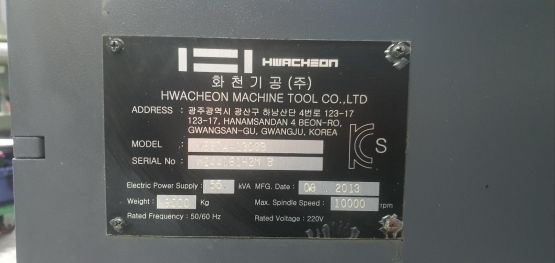 HWACHEON
화천기공(주)
HWACHEON MACHINE TOOL CO.,LTD
ADDRESS : 광주광역시 광산구 하남산단 4번로 123-17
123-17, HANAMSANDAN 4 BEON-RO,
GWANGSAN-GU, GWANGJU, KOREA
MODEL
SERIAL No
S
Electric Power Supply : kVA MFG. Date : 08 . 2013
Weight : Kg Max. Spindle Speed : 10000 rpm
Rated Frequency : 50/60 Hz Rated Voltage : 220V